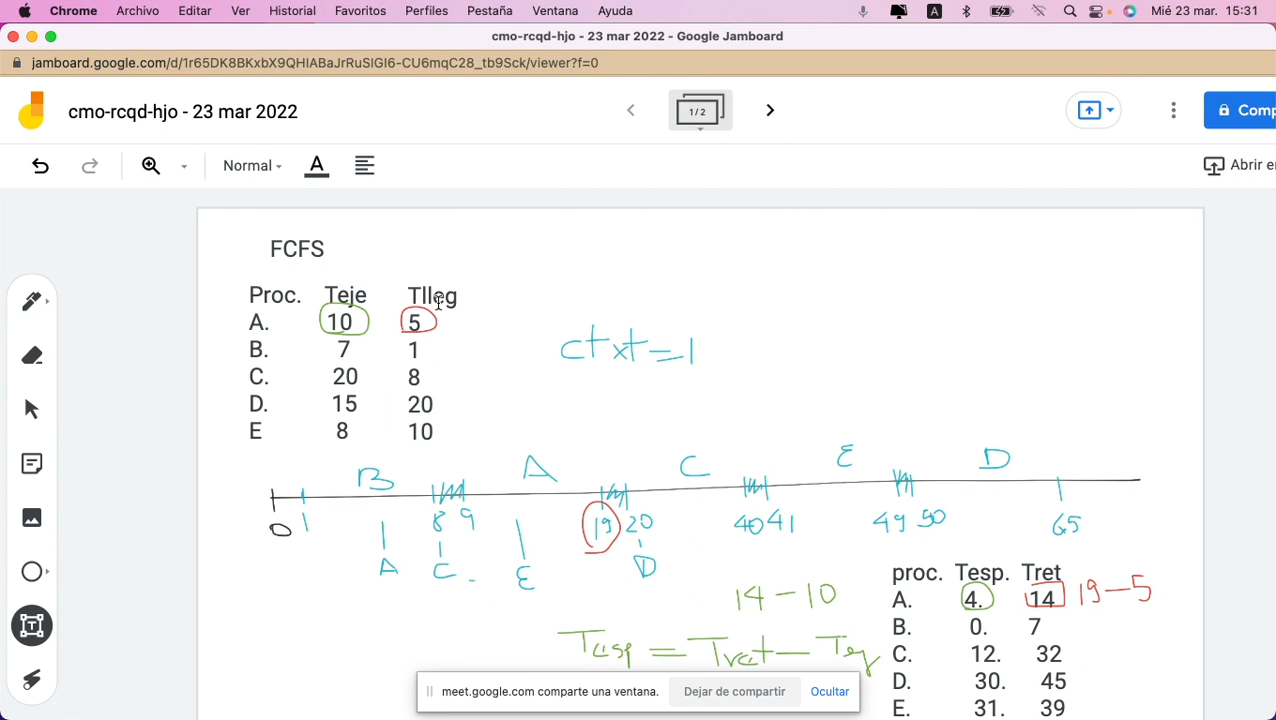 Chrome Archivo Editar Ver Historial Favoritos Perfiles Pestaña Ventana Ayuda A Mié 23 mar. 15:31
cmo-rcqd-hjo - 23 mar 2022 - Google Jamboard
jamboard.google.com/d/1r65DK8BKxbX9QHIABaJrRuSlGI6-CU6mqC28_tb9Sck/viewer?f=0
cmo-rcqd-hjo - 23 mar 2022
1/2
Comp
Normal A
Abrir en
FCFS
Proc. Teje Tlleg
A. 10 5
B. 7 1
C. 20 8
D. 15 20
E 8 10
ctxt=1
B A C E D
0 1 8 9 19 20 40 41 49 50 65
A C E D
14-10
Tesp = Tret - Tej
proc. Tesp. Tret
A. 4. 14 19-5
B. 0. 7
C. 12. 32
D. 30. 45
E. 31. 39
meet.google.com comparte una ventana. Dejar de compartir Ocultar